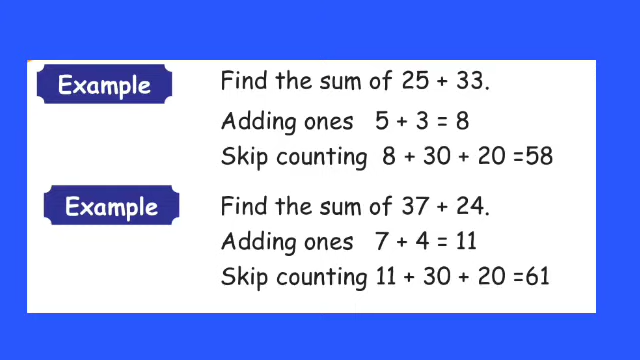 Example
Find the sum of 25 + 33.
Adding ones 5 + 3 = 8
Skip counting 8 + 30 + 20 =58
Example
Find the sum of 37 + 24.
Adding ones 7 + 4 = 11
Skip counting 11 + 30 + 20 =61